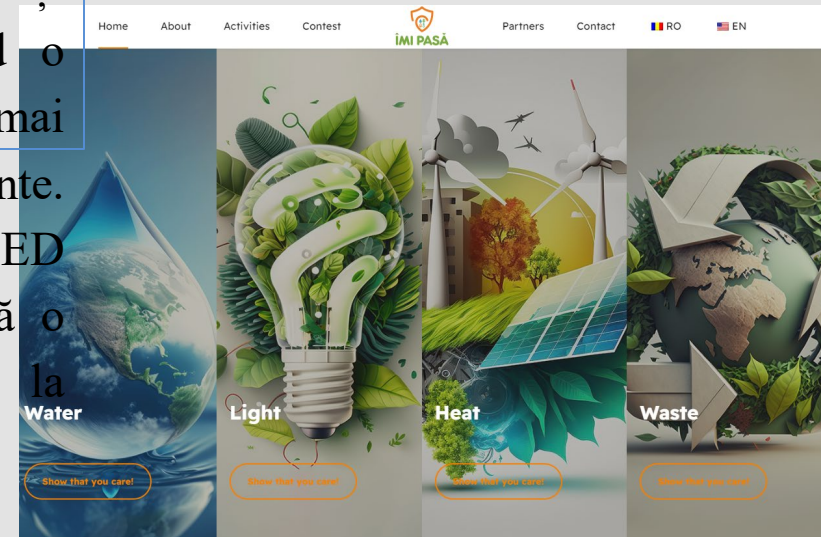 Home About Activities Contest ÎMI PASĂ Partners Contact RO EN
o
mai
ED
ă o
la
Water Light Heat Waste
Show that you care! Show that you care! Show that you care! Show that you care!